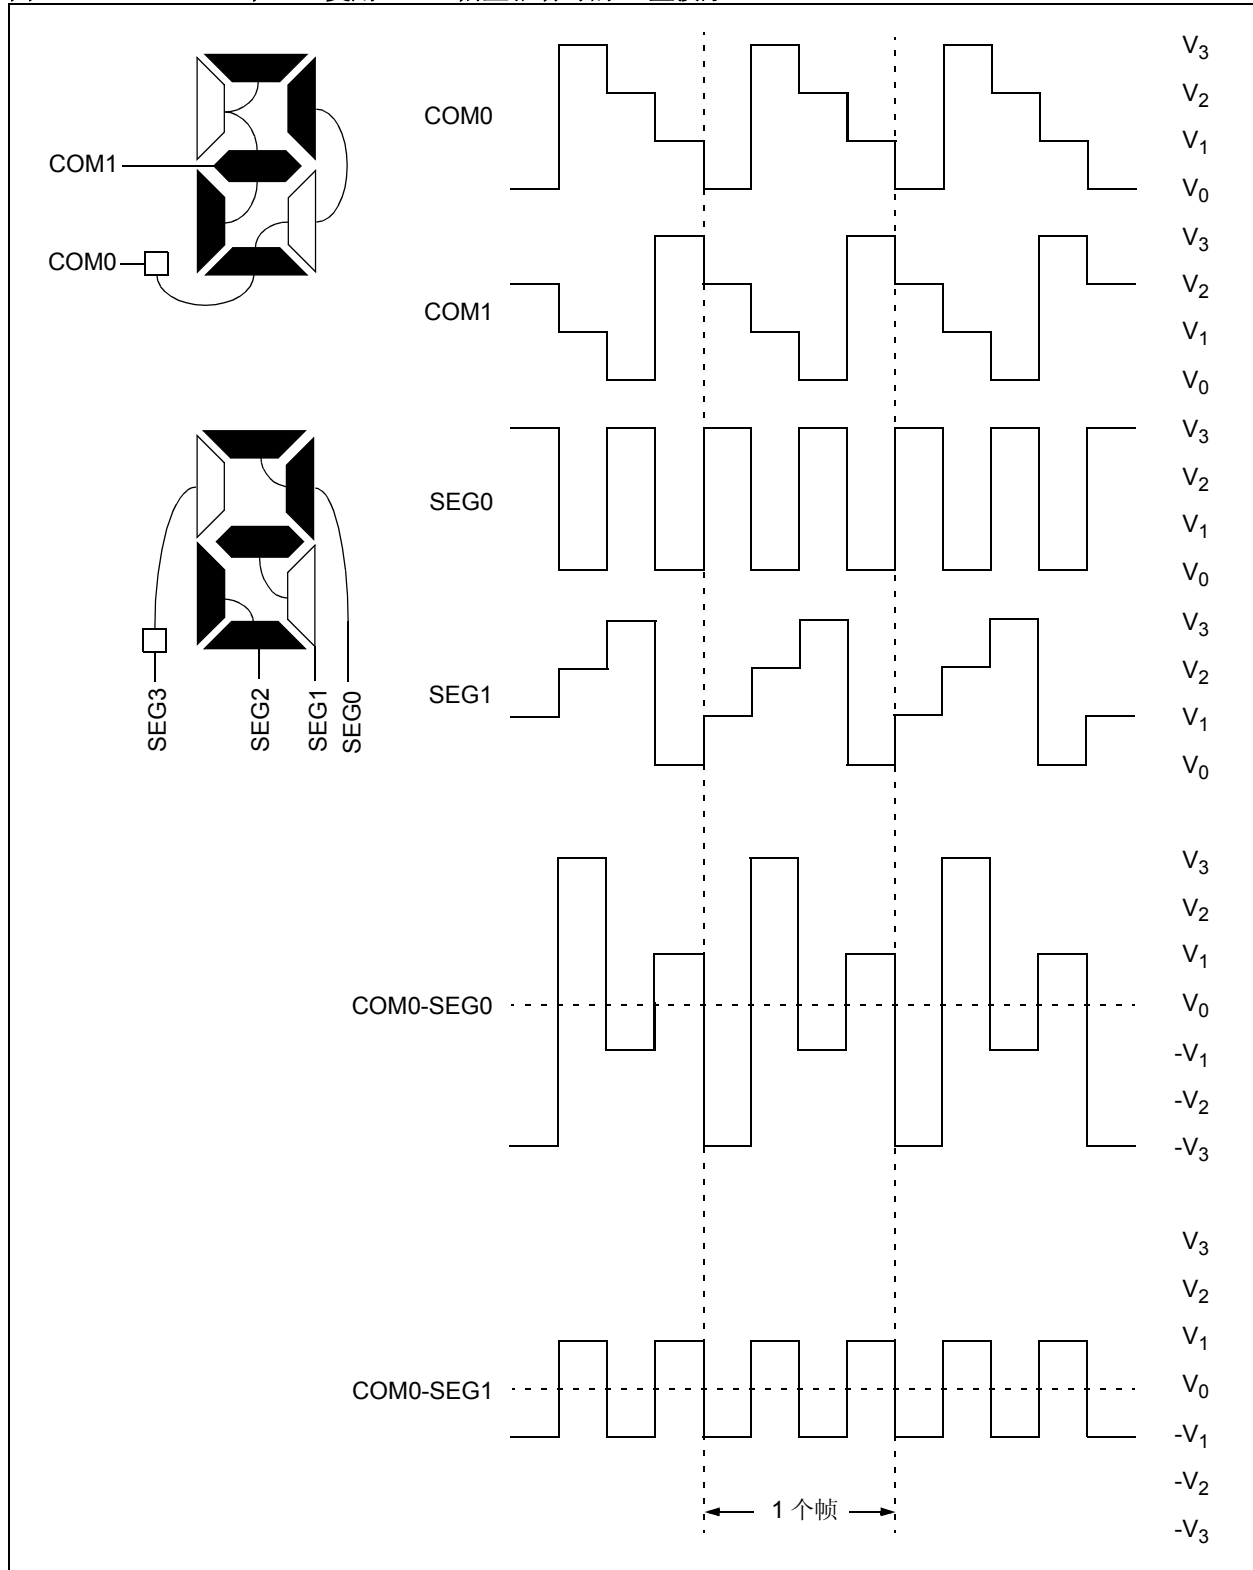 COM1
COM0
SEG3
SEG2
SEG1
SEG0
COM0
V3
V2
V1
V0
COM1
V3
V2
V1
V0
SEG0
V3
V2
V1
V0
SEG1
V3
V2
V1
V0
COM0-SEG0
V3
V2
V1
V0
-V1
-V2
-V3
COM0-SEG1
V3
V2
V1
V0
-V1
-V2
-V3
1 个帧